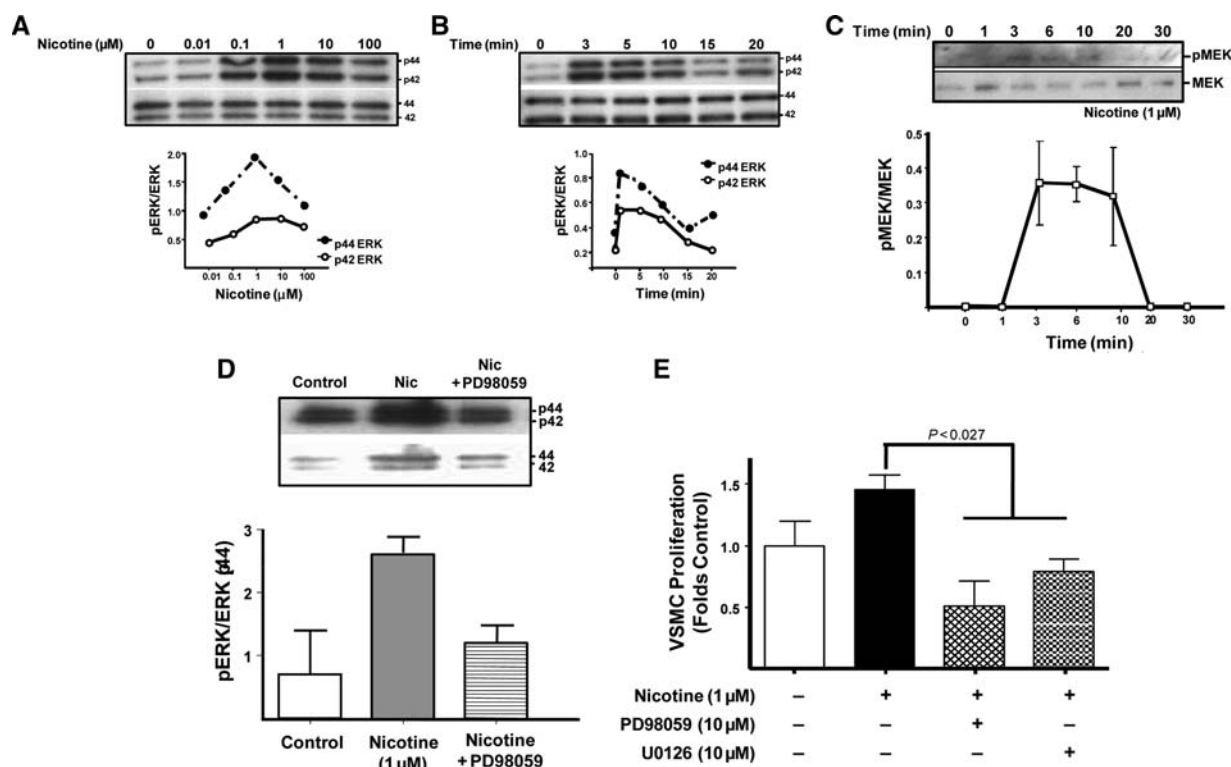 A
Nicotine (µM) 0 0.01 0.1 1 10 100
p44
p42
44
42
pERK/ERK
2.0
1.5
1.0
0.5
p44 ERK
p42 ERK
0.01 0.1 1 10 100
Nicotine (µM)
B
Time (min) 0 3 5 10 15 20
p44
p42
44
42
pERK/ERK
1.0
0.8
0.6
0.4
0.2
0.0
p44 ERK
p42 ERK
0 5 10 15 20
Time (min)
C
Time (min) 0 1 3 6 10 20 30
pMEK
MEK
Nicotine (1 µM)
pMEK/MEK
0.5
0.4
0.3
0.2
0.1
0 1 3 6 10 20 30
Time (min)
D
Control Nic Nic
+PD98059
p44
p42
44
42
pERK/ERK (p44)
3
2
1
Control Nicotine Nicotine
(1 µM) +PD98059
E
P < 0.027
VSMC Proliferation
(Folds Control)
1.5
1.0
0.5
Nicotine (1 µM) – + + +
PD98059 (10 µM) – – + –
U0126 (10 µM) – – – +